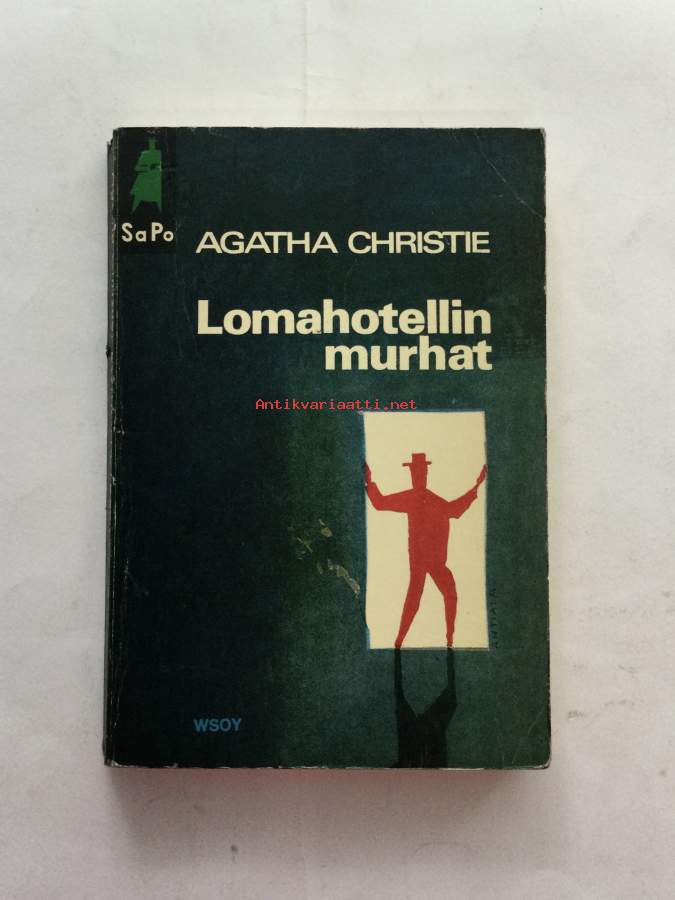 SaPo
AGATHA CHRISTIE
Lomahotellin
murhat
Antikvariaatti.net
WSOY